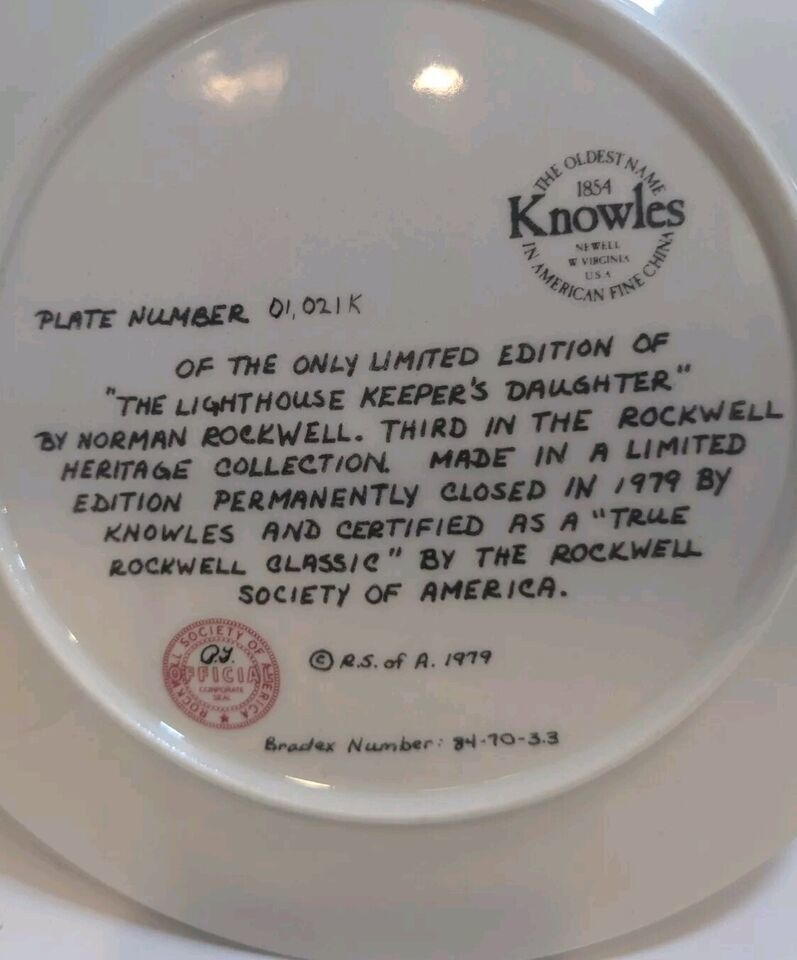 THE OLDEST NAME
1854
Knowles
NEWELL
W VIRGINIA
U.S.A
IN AMERICAN FINE CHINA
PLATE NUMBER 01,021K
OF THE ONLY LIMITED EDITION OF
"THE LIGHTHOUSE KEEPER'S DAUGHTER"
BY NORMAN ROCKWELL. THIRD IN THE ROCKWELL
HERITAGE COLLECTION. MADE IN A LIMITED
EDITION PERMANENTLY CLOSED IN 1979 BY
KNOWLES AND CERTIFIED AS A "TRUE
ROCKWELL CLASSIC" BY THE ROCKWELL
SOCIETY OF AMERICA.
ROCKWELL SOCIETY OF AMERICA
OFFICIAL
CORPORATE
SEAL
© R.S. of A. 1979
Bradex Number: 84-70-3.3